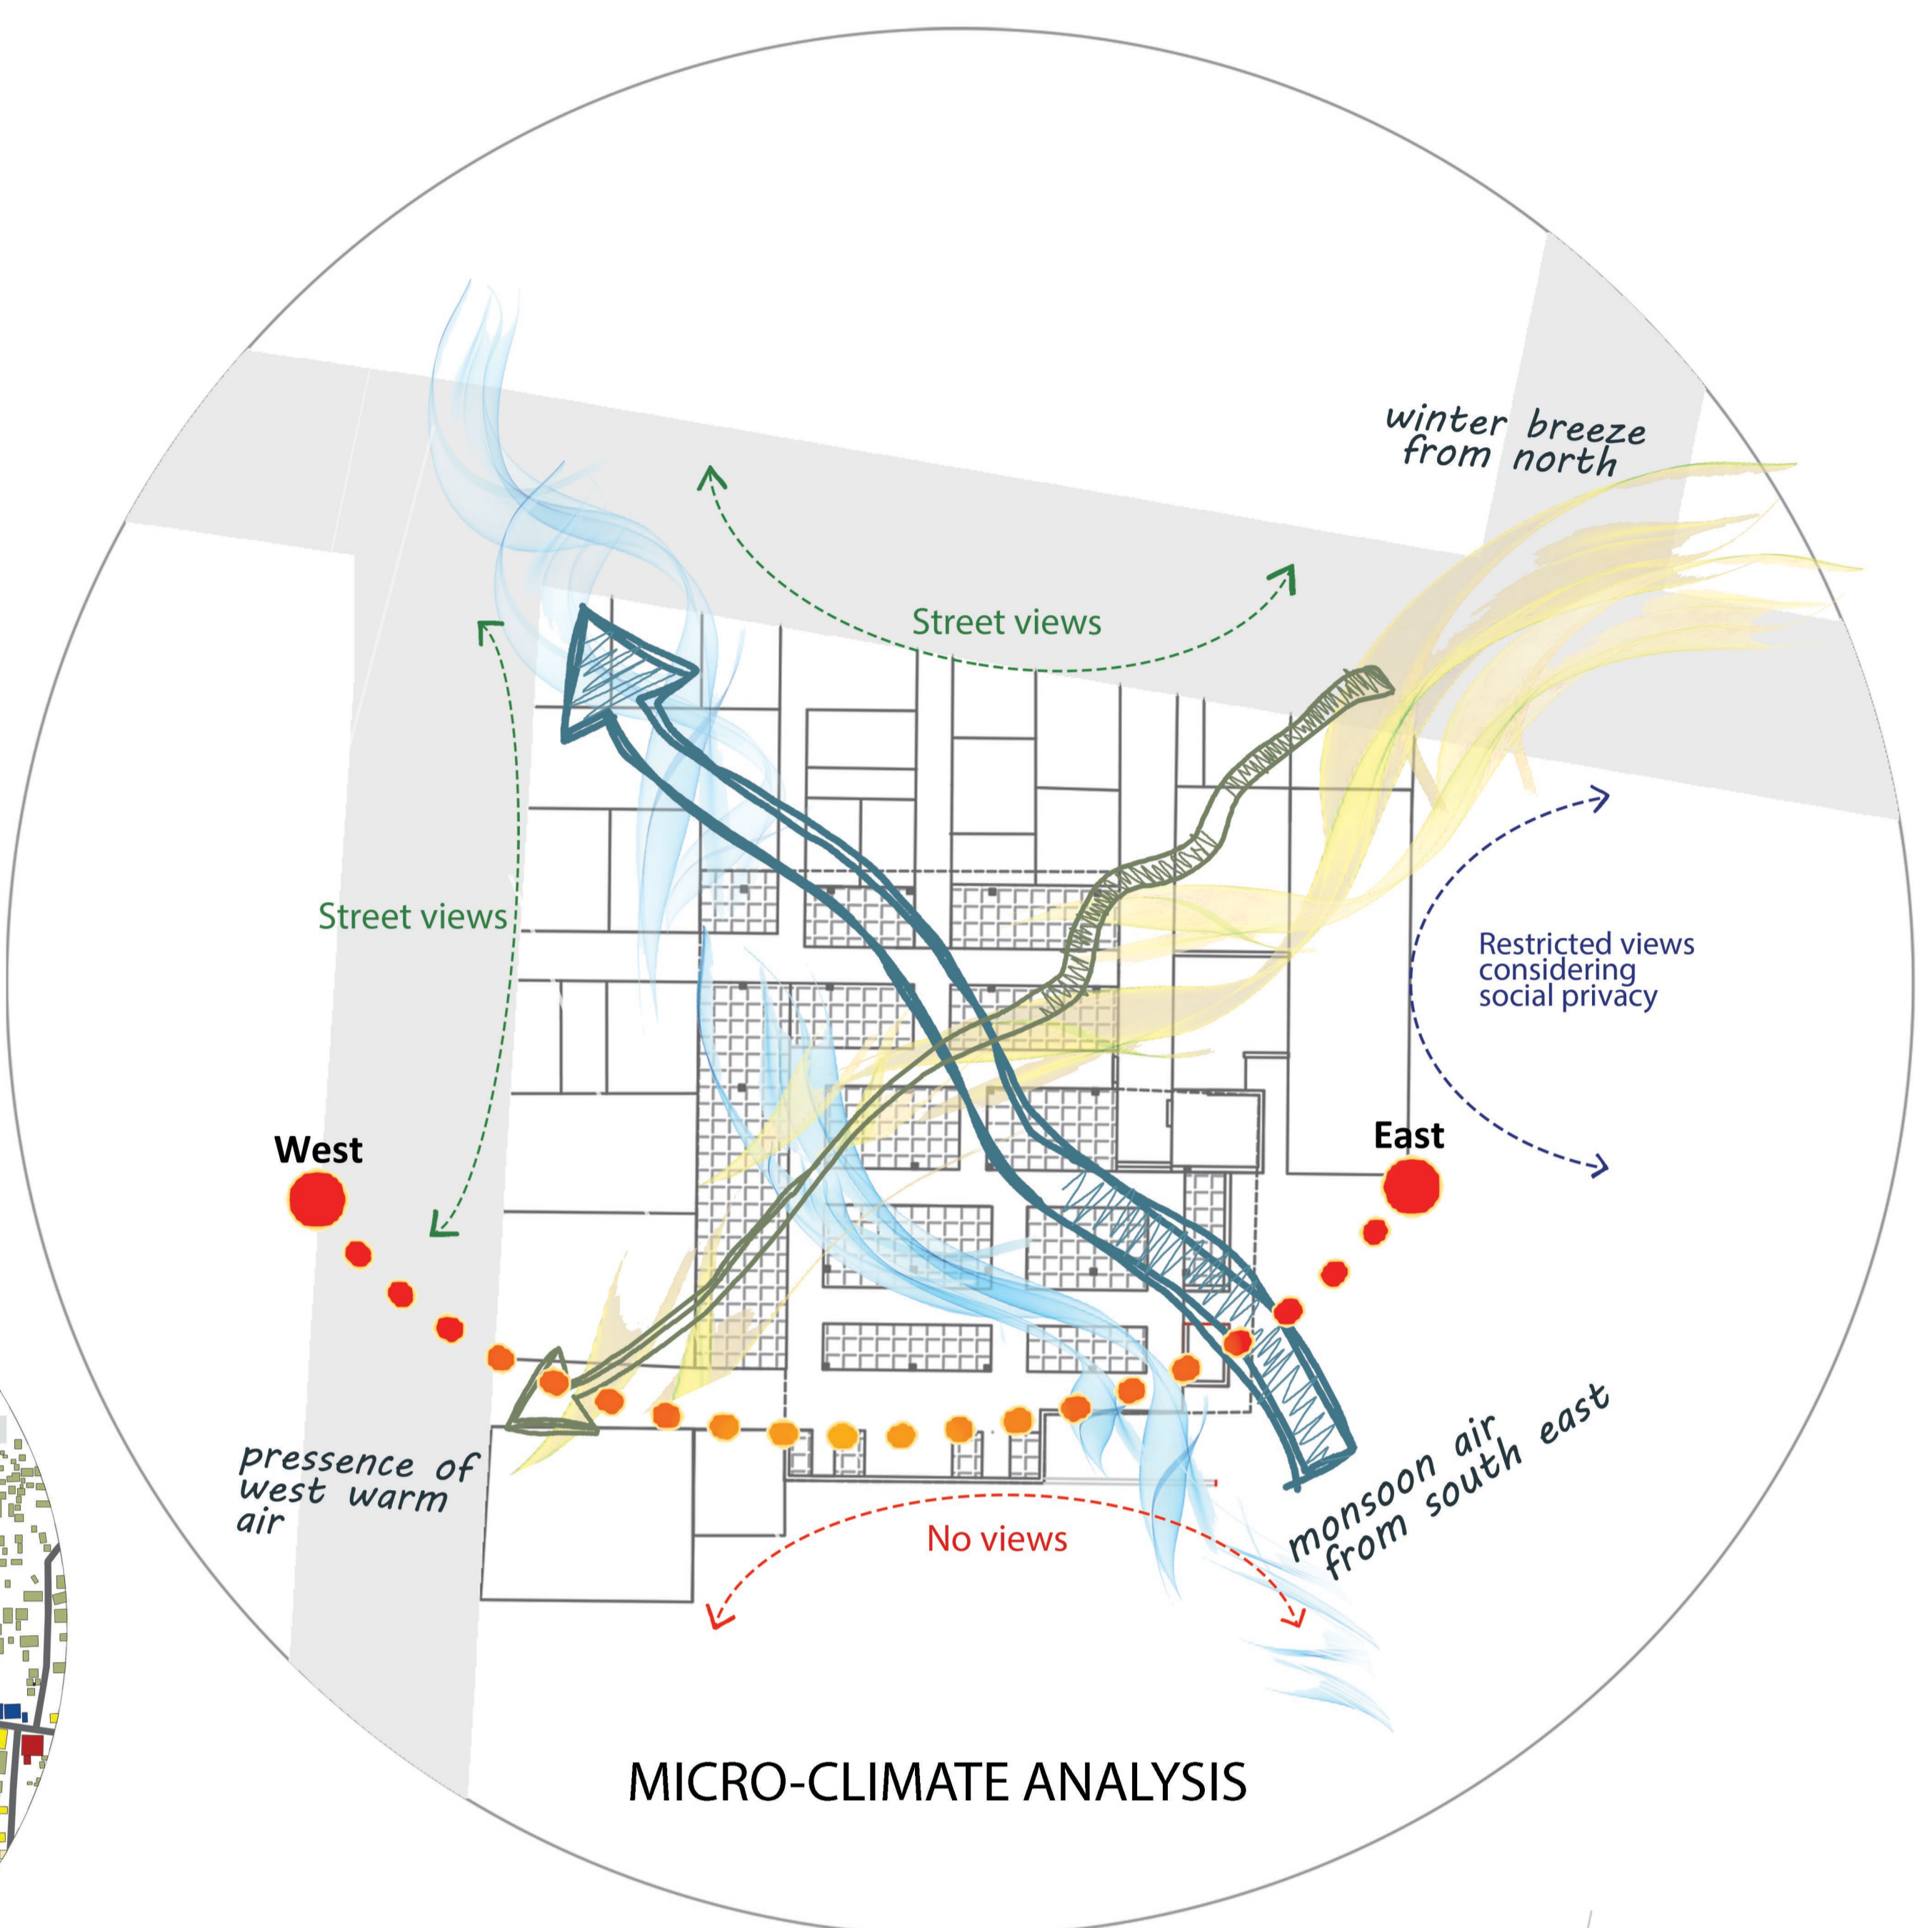 winter breeze
from north
Street views
Street views
Restricted views
considering
social privacy
West
East
pressence of
west warm
air
monsoon air
from south east
No views
MICRO-CLIMATE ANALYSIS